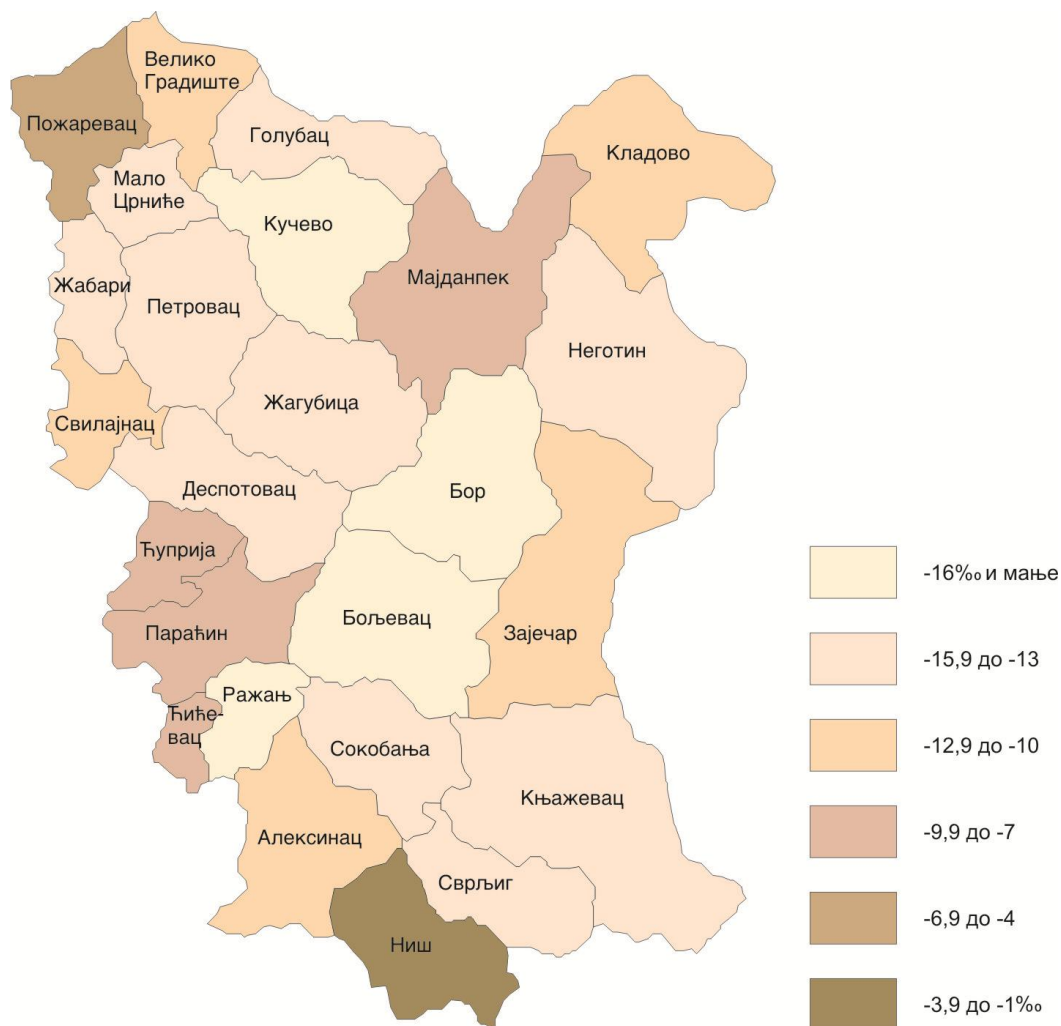 Велико
Градиште
Пожаревац
Голубац
Кладово
Мало
Црниће
Кучево
Мајданпек
Жабари
Петровац
Неготин
Жагубица
Свилајнац
Деспотовац
Бор
Ћуприја
Параћин
Бољевац
Зајечар
Ражањ
Ћиће-
вац
Сокобања
Књажевац
Алексинац
Сврљиг
Ниш
-16‰ и мање
-15,9 до -13
-12,9 до -10
-9,9 до -7
-6,9 до -4
-3,9 до -1‰